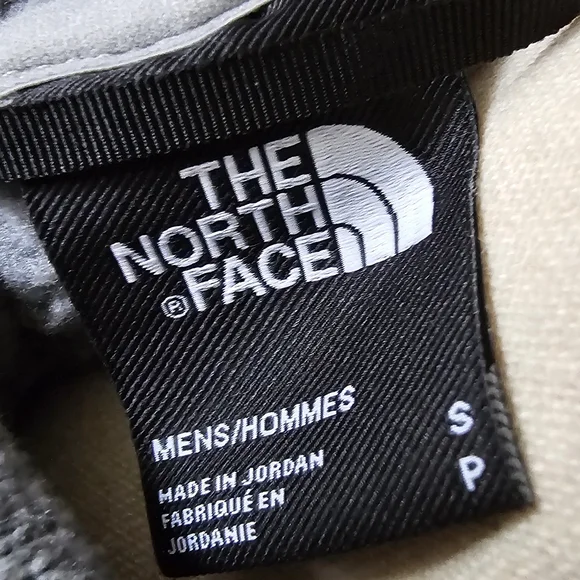 THE
NORTH
® FACE
MENS/HOMMES
S
P
MADE IN JORDAN
FABRIQUÉ EN
JORDANIE